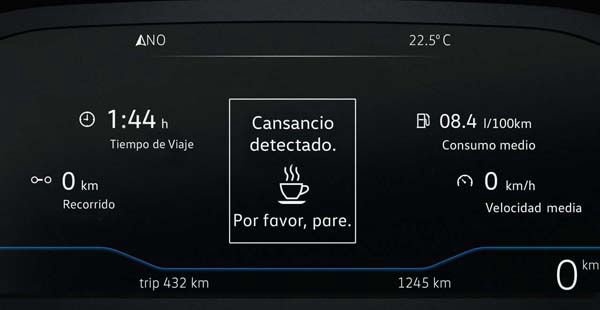 NO
22.5°C
1:44 h
Tiempo de Viaje
0 km
Recorrido
Cansancio
detectado.
Por favor, pare.
08.4 l/100km
Consumo medio
0 km/h
Velocidad media
trip 432 km
1245 km
0 km